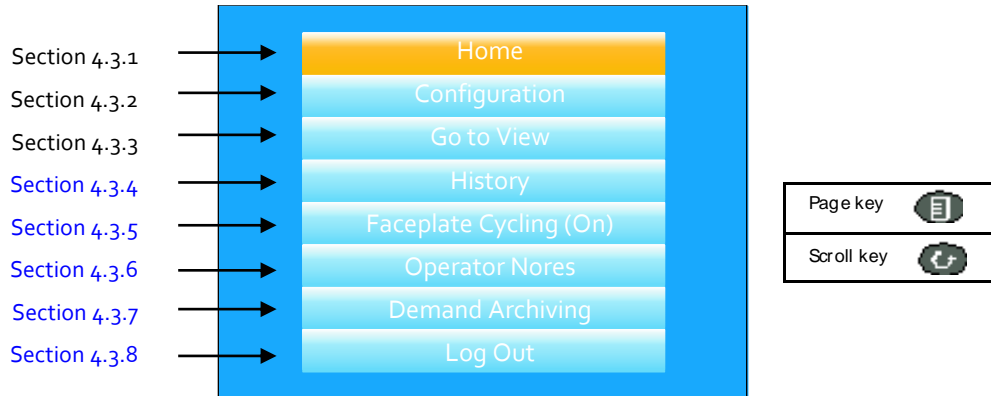 Section 4.3.1 Home
Section 4.3.2 Configuration
Section 4.3.3 Go to View
Section 4.3.4 History
Section 4.3.5 Faceplate Cycling (On)
Section 4.3.6 Operator Nores
Section 4.3.7 Demand Archiving
Section 4.3.8 Log Out
Page key
Scroll key